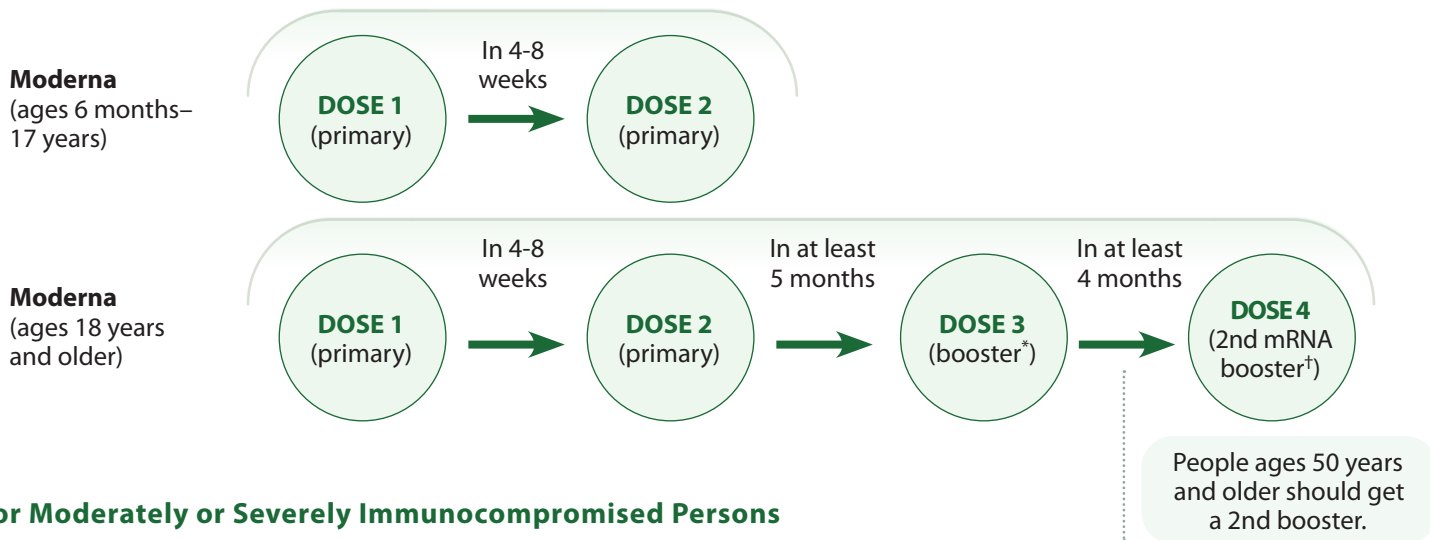 Moderna
(ages 6 months–
17 years)
DOSE 1
(primary)
In 4-8
weeks
DOSE 2
(primary)
Moderna
(ages 18 years
and older)
DOSE 1
(primary)
In 4-8
weeks
DOSE 2
(primary)
In at least
5 months
DOSE 3
(booster*)
In at least
4 months
DOSE 4
(2nd mRNA
booster†)
People ages 50 years
and older should get
a 2nd booster.
or Moderately or Severely Immunocompromised Persons